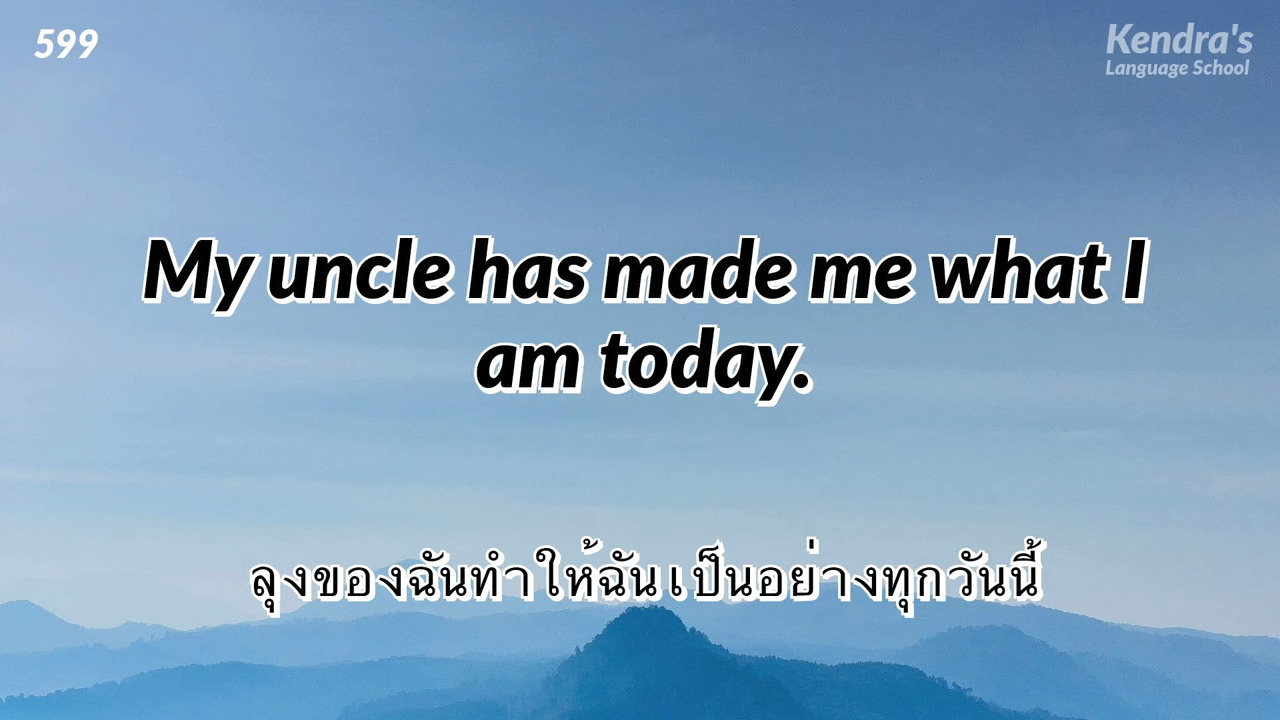 599
Kendra's
Language School
My uncle has made me what I
am today.
ลุงของฉันทำให้ฉันเป็นอย่างทุกวันนี้